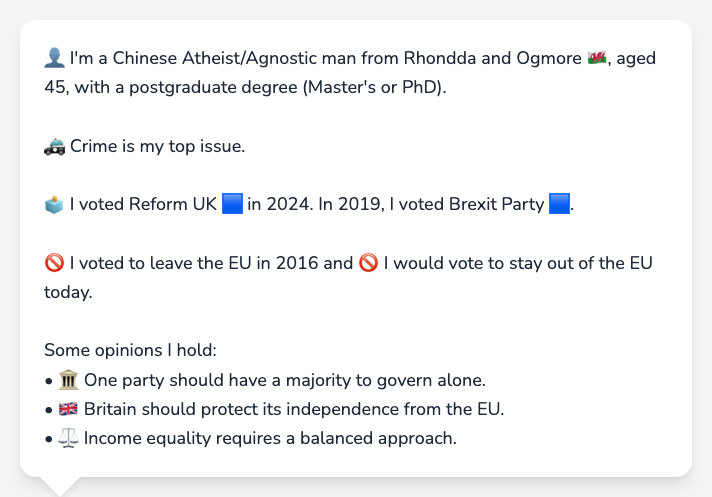 👤 I'm a Chinese Atheist/Agnostic man from Rhondda and Ogmore 🏴󠁧󠁢󠁷󠁬󠁳󠁿, aged
45, with a postgraduate degree (Master's or PhD).
🚓 Crime is my top issue.
🗳️ I voted Reform UK 🟦 in 2024. In 2019, I voted Brexit Party 🟦.
🚫 I voted to leave the EU in 2016 and 🚫 I would vote to stay out of the EU
today.
Some opinions I hold:
• 🏛️ One party should have a majority to govern alone.
• 🇬🇧 Britain should protect its independence from the EU.
• ⚖️ Income equality requires a balanced approach.